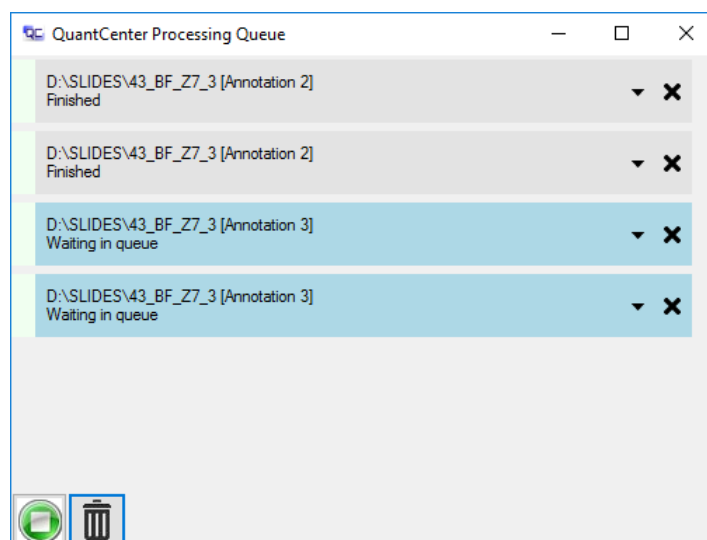 QC QuantCenter Processing Queue
D:\SLIDES\43_BF_Z7_3 [Annotation 2]
Finished
D:\SLIDES\43_BF_Z7_3 [Annotation 2]
Finished
D:\SLIDES\43_BF_Z7_3 [Annotation 3]
Waiting in queue
D:\SLIDES\43_BF_Z7_3 [Annotation 3]
Waiting in queue